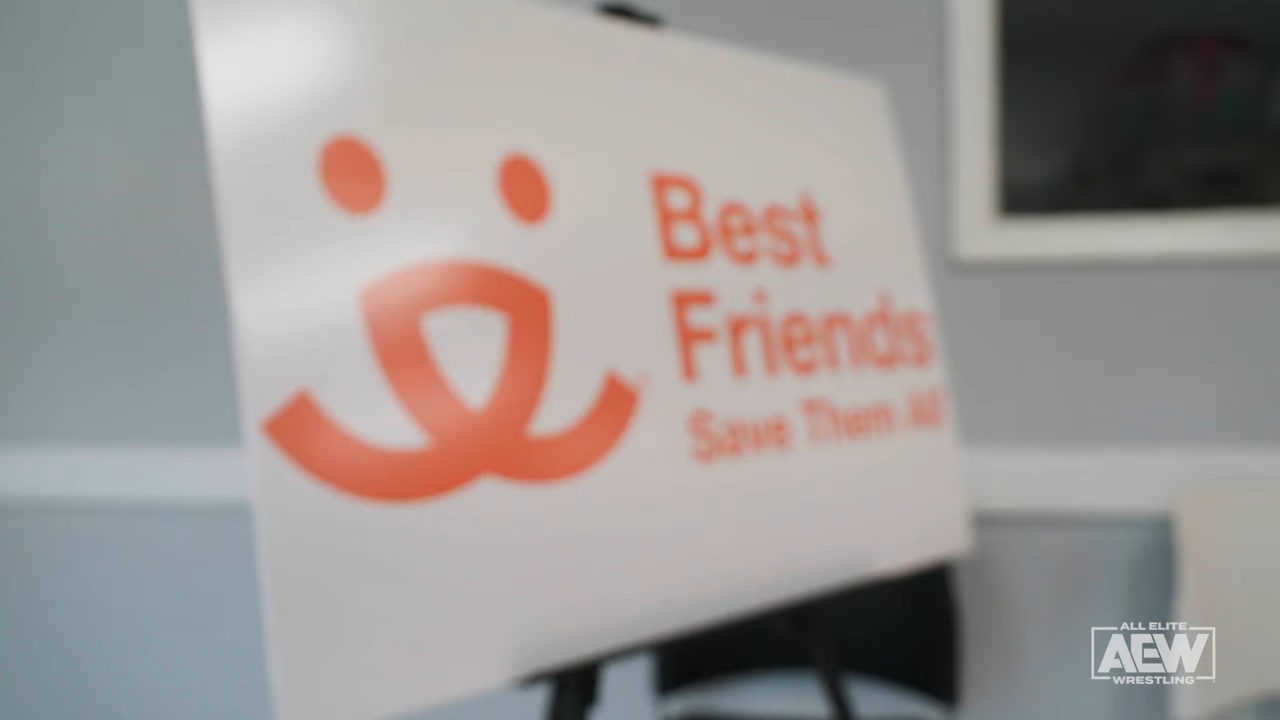 Best
Friends
Save Them All
ALL ELITE
AEW
WRESTLING